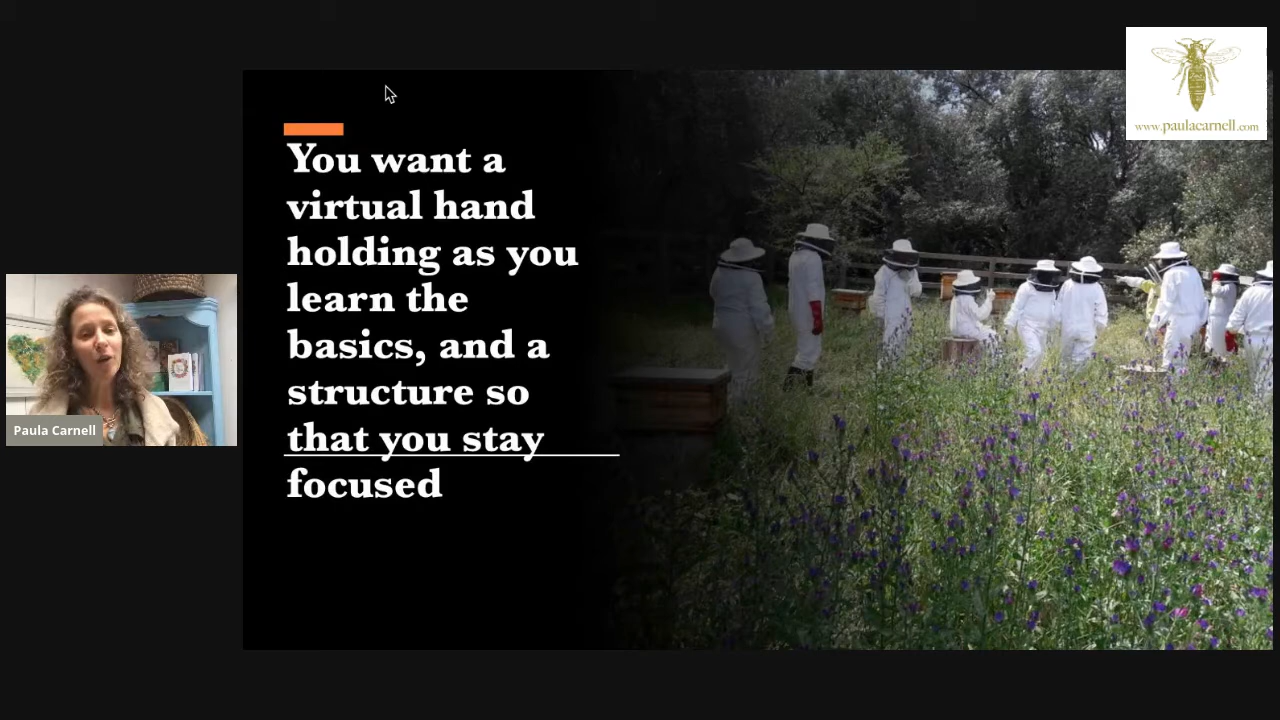 www.paulacarnell.com
You want a
virtual hand
holding as you
learn the
basics, and a
structure so
that you stay
focused
Paula Carnell